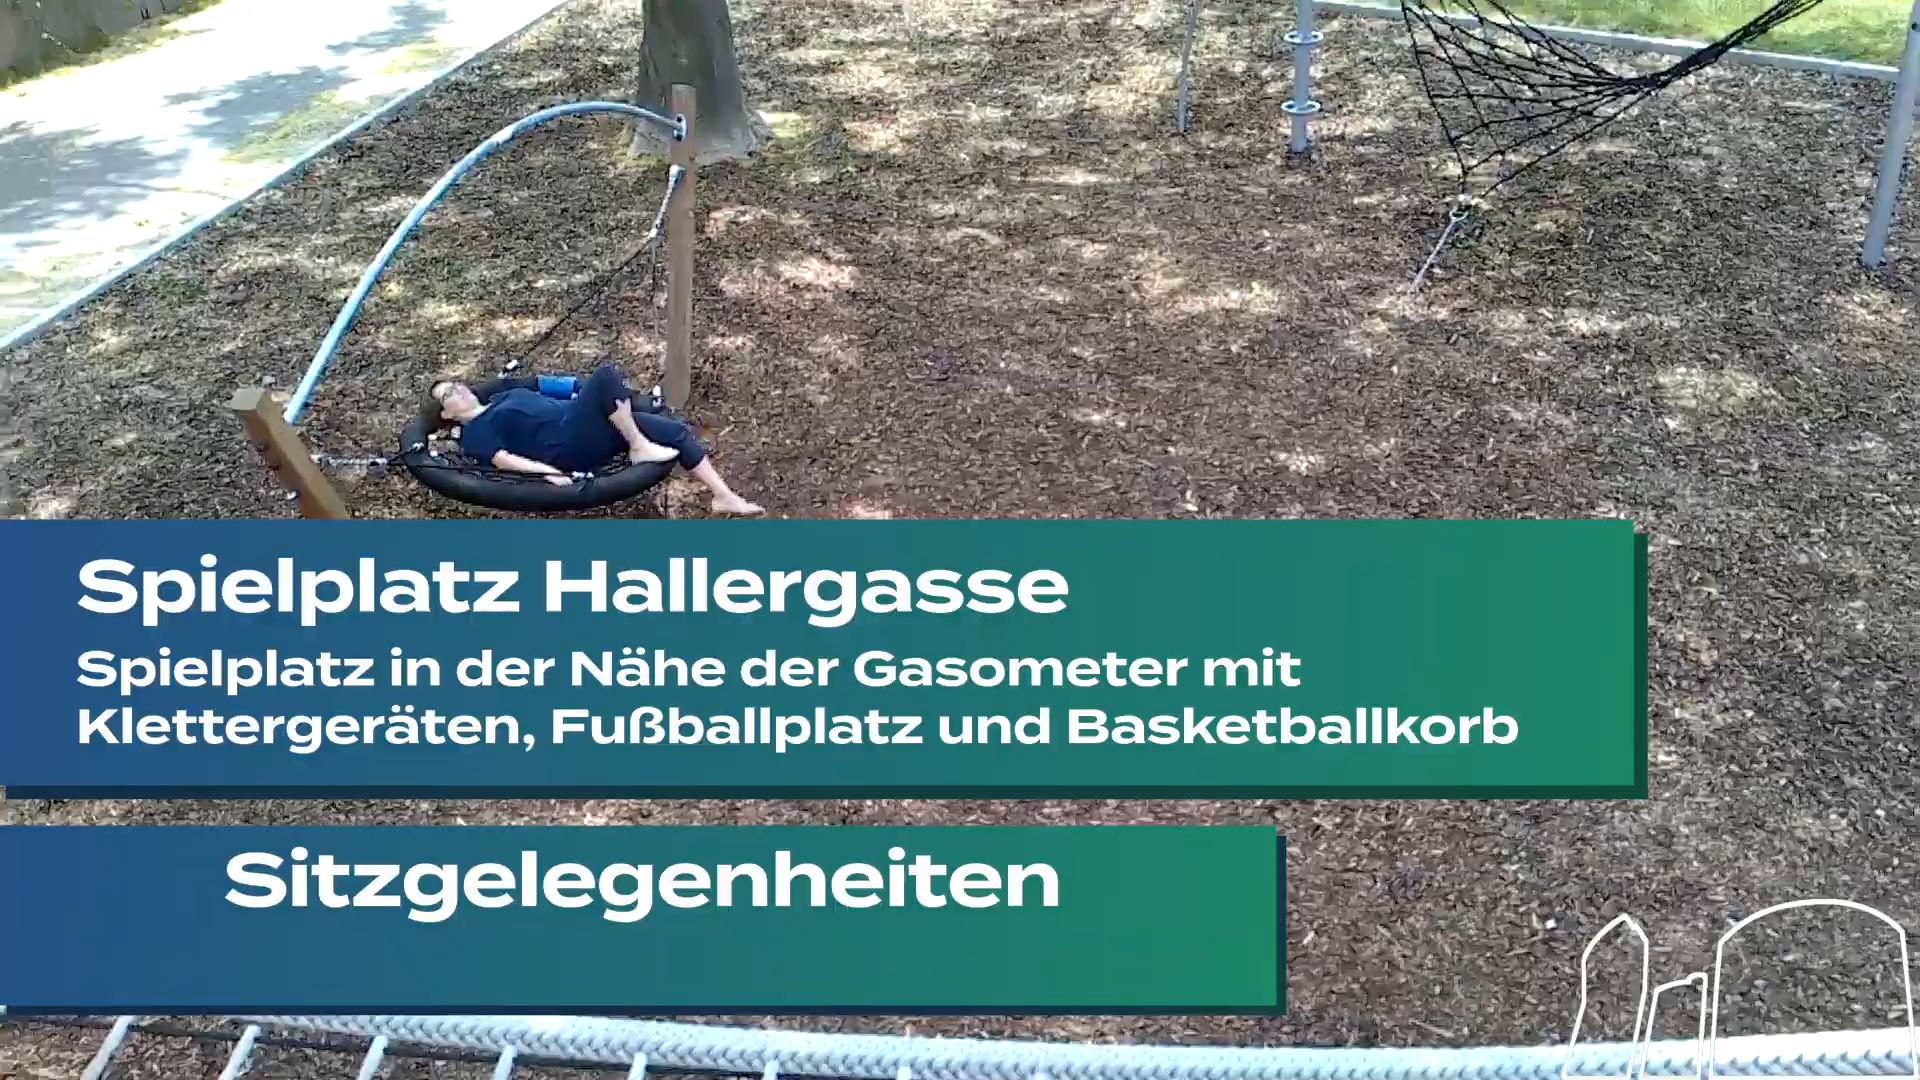 Spielplatz Hallergasse
Spielplatz in der Nähe der Gasometer mit
Klettergeräten, Fußballplatz und Basketballkorb
Sitzgelegenheiten